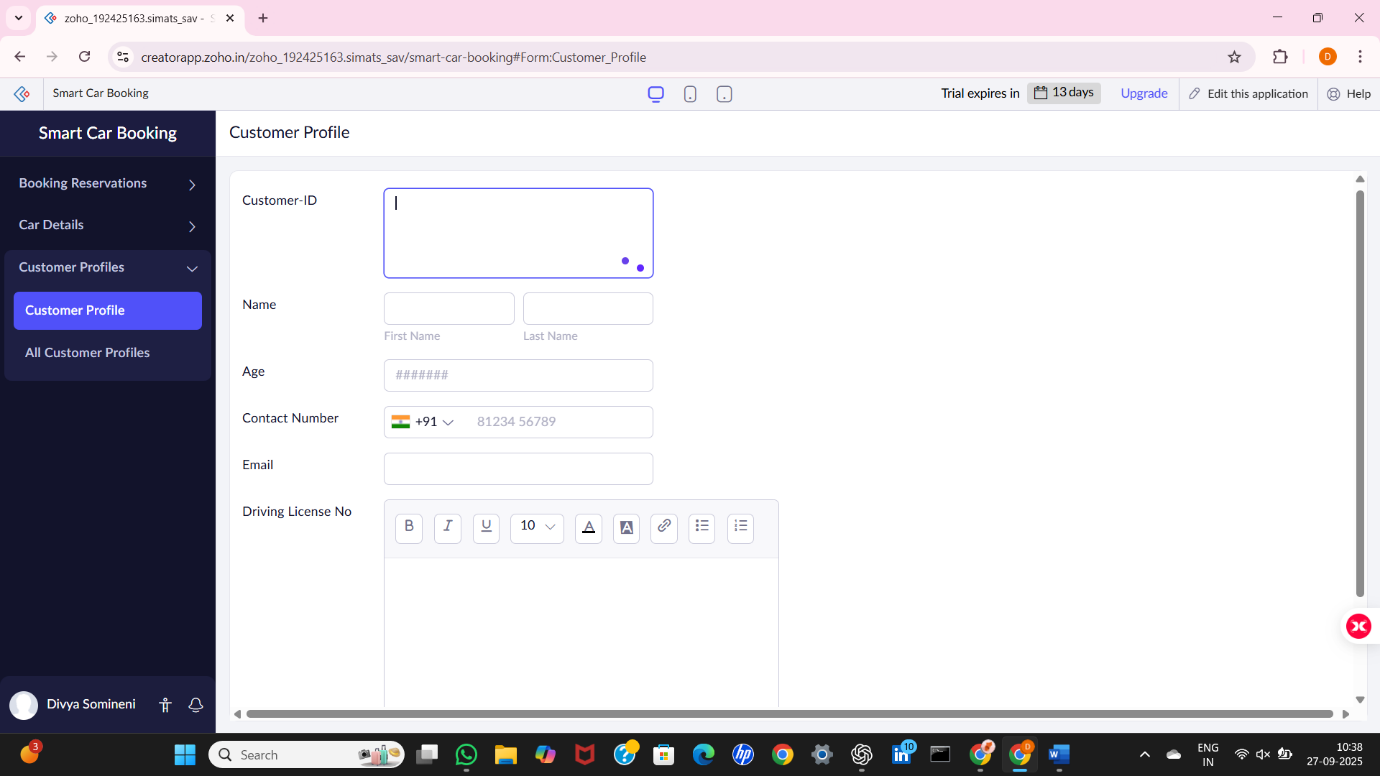 zoho_192425163.simats_sav - S
creatorapp.zoho.in/zoho_192425163.simats_sav/smart-car-booking#Form:Customer_Profile
D
Smart Car Booking
Trial expires in 13 days Upgrade Edit this application Help
Smart Car Booking
Booking Reservations
Car Details
Customer Profiles
Customer Profile
All Customer Profiles
Divya Somineni
Customer Profile
Customer-ID
Name
First Name Last Name
Age
#######
Contact Number
+91 81234 56789
Email
Driving License No
B I U 10 A A
3
Search
hp
10
D
W
ENG
IN
10:38
27-09-2025